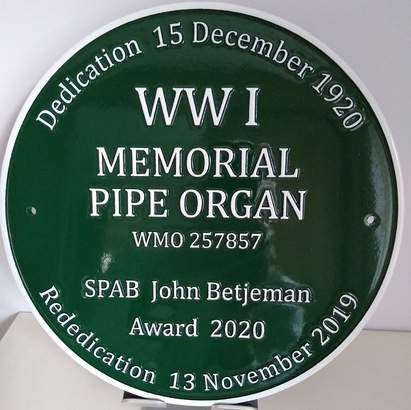 Dedication 15 December 1920
WW I
MEMORIAL
PIPE ORGAN
WMO 257857
SPAB John Betjeman
Award 2020
Rededication 13 November 2019